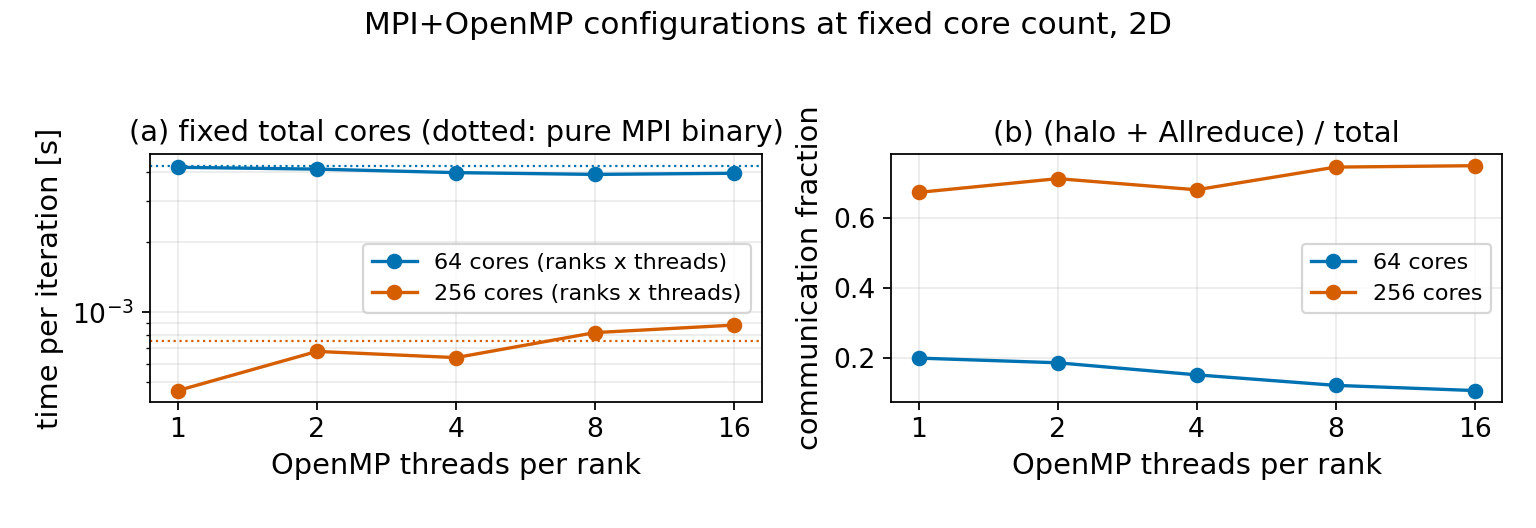 MPI+OpenMP configurations at fixed core count, 2D
(a) fixed total cores (dotted: pure MPI binary)
time per iteration [s]
10⁻³
64 cores (ranks x threads)
256 cores (ranks x threads)
1 2 4 8 16
OpenMP threads per rank
(b) (halo + Allreduce) / total
communication fraction
0.6
0.4
0.2
64 cores
256 cores
1 2 4 8 16
OpenMP threads per rank